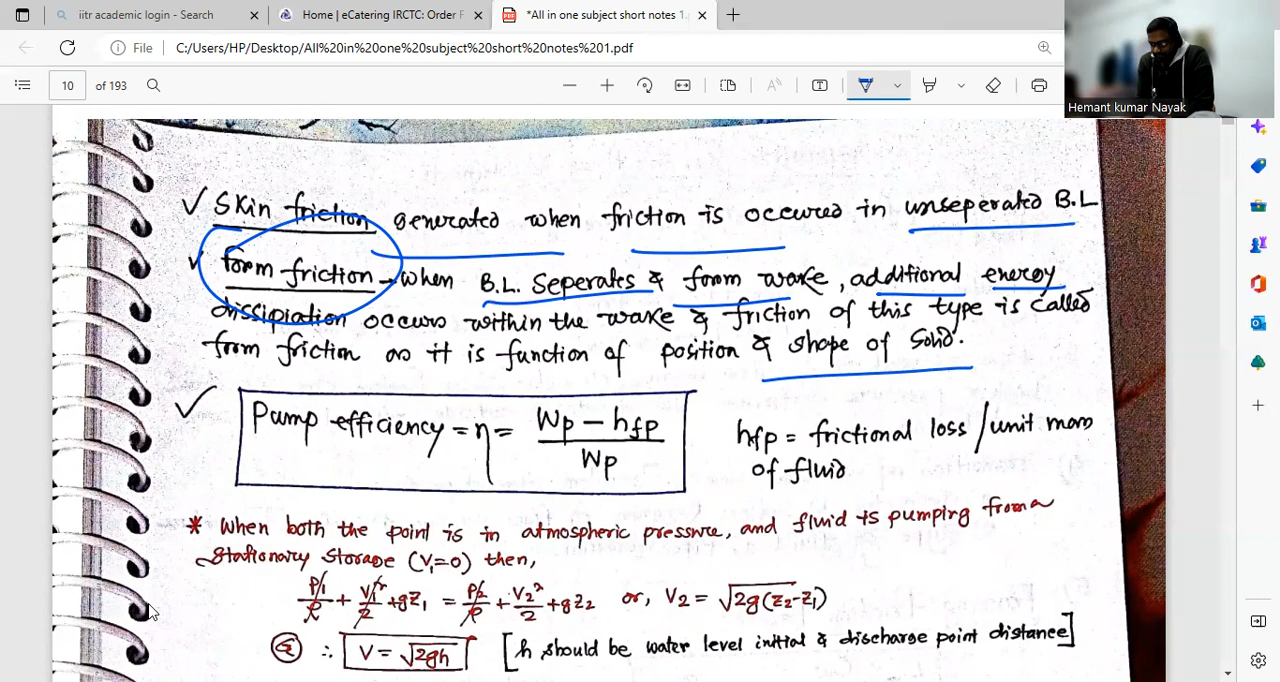 iitr academic login - Search
Home | eCatering IRCTC: Order F
*All in one subject short notes 1.p
File
C:/Users/HP/Desktop/All%20in%20one%20subject%20short%20notes%201.pdf
10 of 193
Hemant kumar Nayak
✓ Skin friction generated when friction is occured in unseperated B.L
✓ form friction → when B.L. Seperates & form wake, additional energy
dissipiation occurs within the wake & friction of this type is called
form friction as it is function of position & shape of Solid.
✓ Pump efficiency = η = (Wp - hfp) / Wp
hfp = frictional loss / unit mass
of fluid
* When both the point is in atmospheric pressure, and fluid is pumping from a
stationary storage (V₁=0) then,
P₁/ρ + V₁²/2 + gZ₁ = P₂/ρ + V₂²/2 + gZ₂ or, V₂ = √2g(Z₂-Z₁)
∴ V = √2gh [h should be water level initial & discharge point distance]